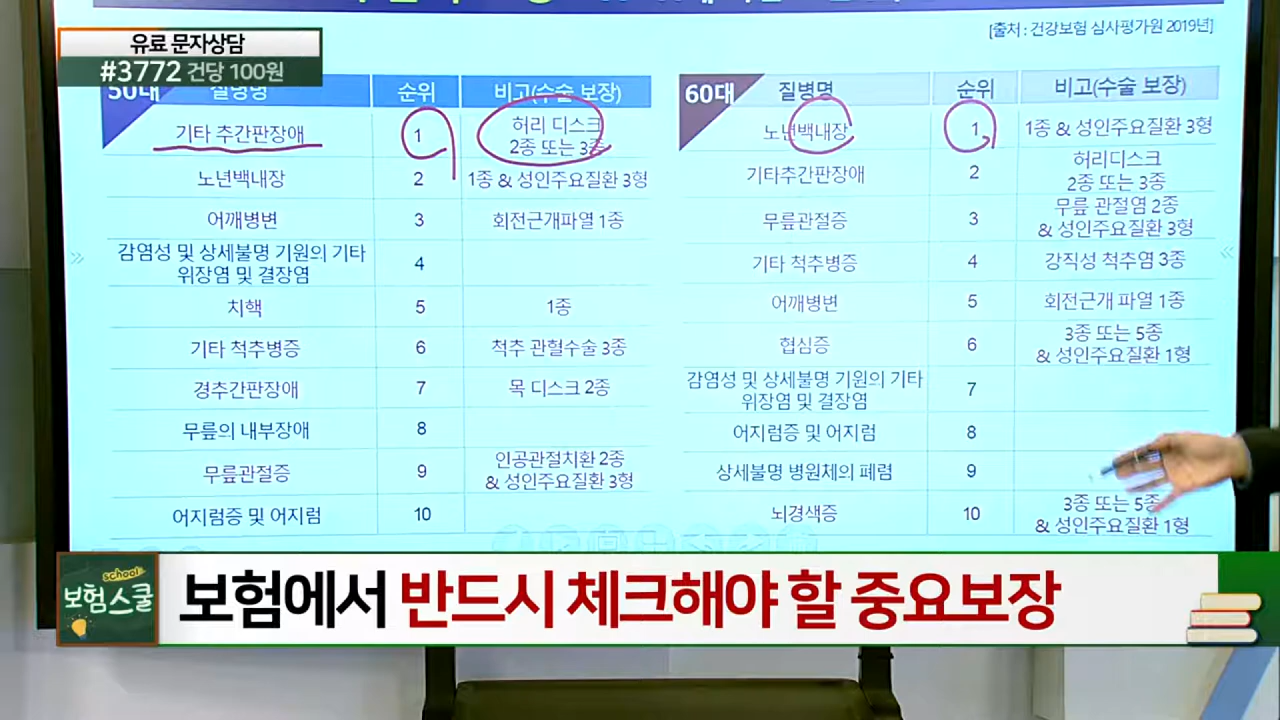 [출처 : 건강보험 심사평가원 2019년]
유료 문자상담
#3772 건당 100원
50대 질병명 순위 비고(수술 보장)
기타 추간판장애 1 허리 디스크
2종 또는 3종
노년백내장 2 1종 & 성인주요질환 3형
어깨병변 3 회전근개파열 1종
감염성 및 상세불명 기원의 기타
위장염 및 결장염 4
치핵 5 1종
기타 척추병증 6 척추 관혈수술 3종
경추간판장애 7 목 디스크 2종
무릎의 내부장애 8
무릎관절증 9 인공관절치환 2종
& 성인주요질환 3형
어지럼증 및 어지럼 10
60대 질병명 순위 비고(수술 보장)
노년백내장 1 1종 & 성인주요질환 3형
기타추간판장애 2 허리디스크
2종 또는 3종
무릎관절증 3 무릎 관절염 2종
& 성인주요질환 3형
기타 척추병증 4 강직성 척추염 3종
어깨병변 5 회전근개 파열 1종
협심증 6 3종 또는 5종
& 성인주요질환 1형
감염성 및 상세불명 기원의 기타
위장염 및 결장염 7
어지럼증 및 어지럼 8
상세불명 병원체의 폐렴 9
뇌경색증 10 3종 또는 5종
& 성인주요질환 1형
school
보험스쿨
보험에서 반드시 체크해야 할 중요보장